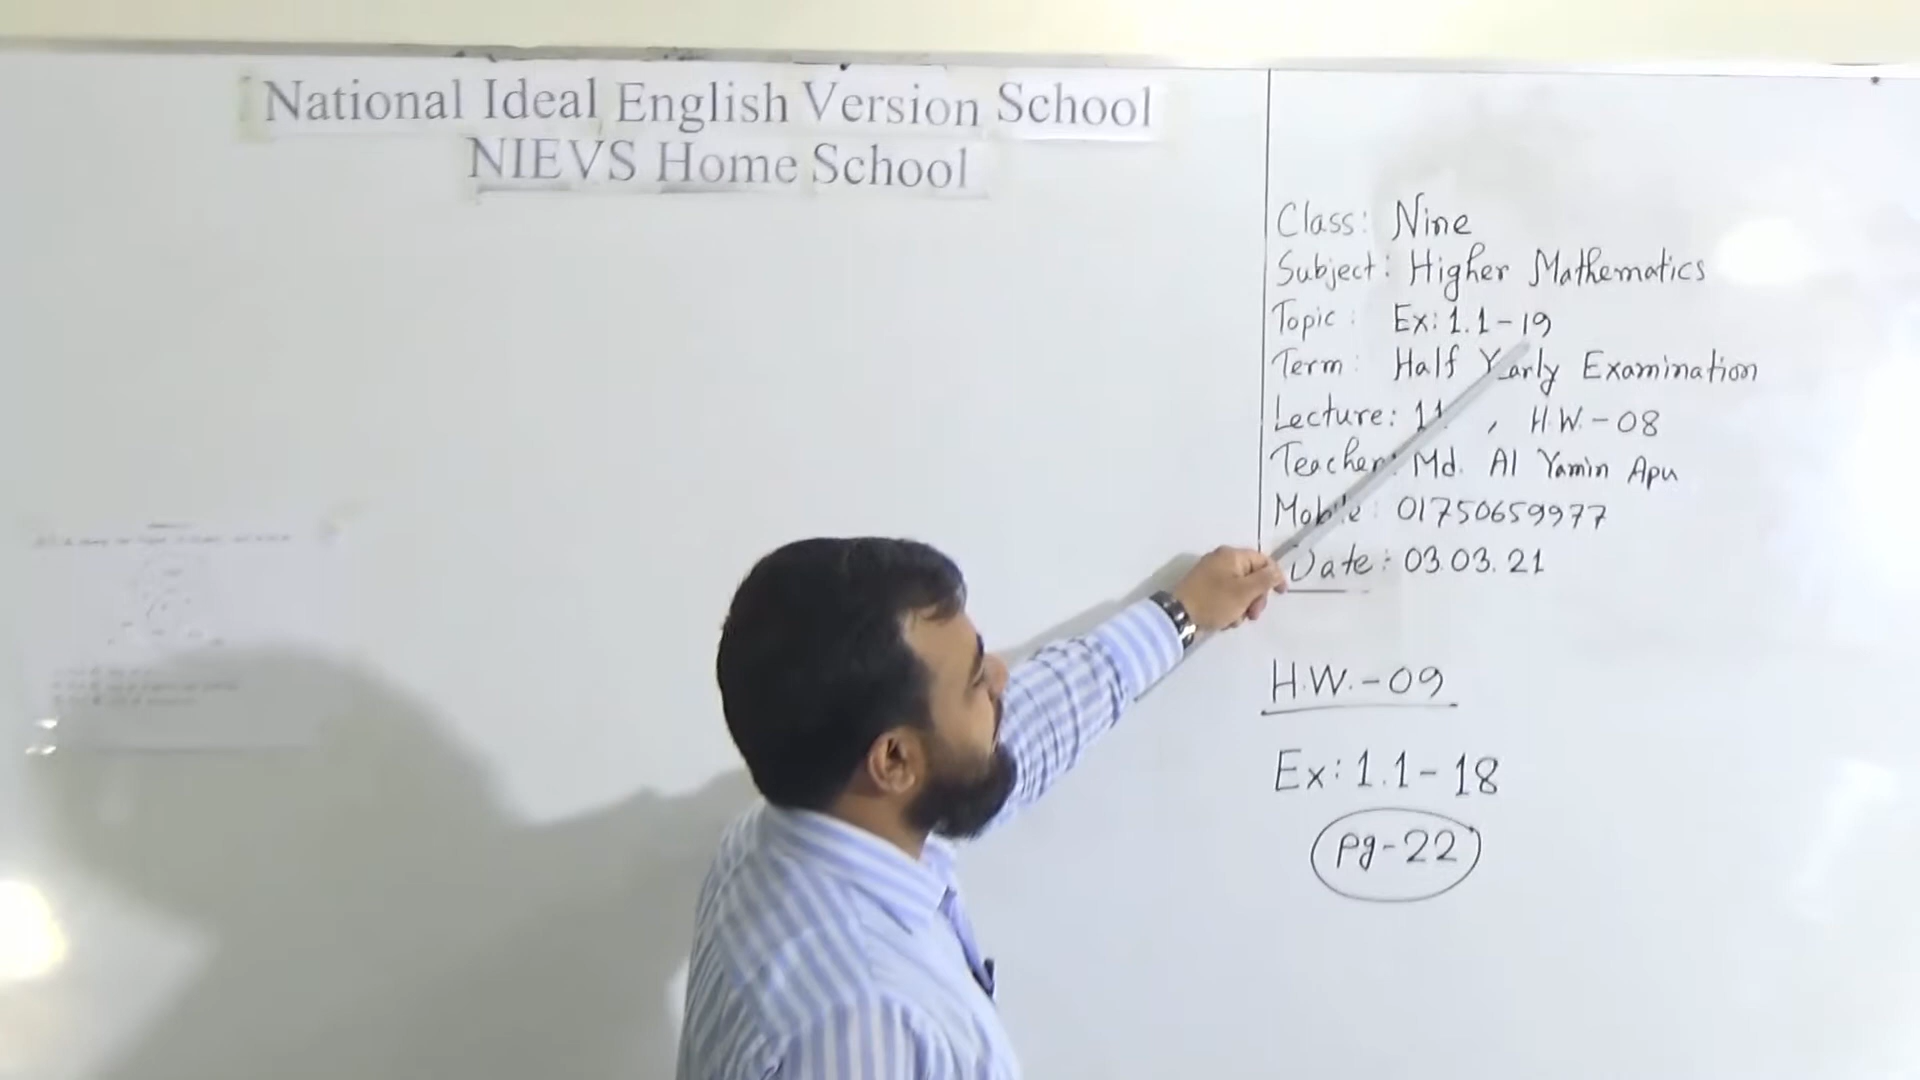 National Ideal English Version School
NIEVS Home School
Class: Nine
Subject: Higher Mathematics
Topic: Ex: 1.1-19
Term: Half Yearly Examination
Lecture: 11, H.W.-08
Teacher: Md. Al Yamin Apu
Mobile: 01750659977
Date: 03.03.21
H.W.-09
Ex: 1.1-18
pg-22